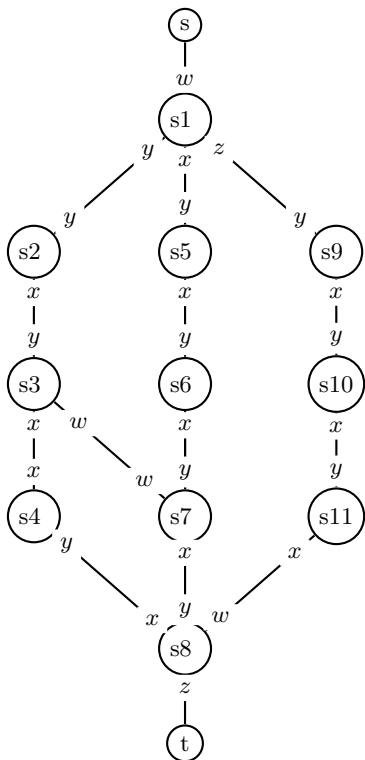 s
w
s1
y x z
y y y
s2 s5 s9
x x x
y y y
s3 s6 s10
x w x x
x w y y
s4 s7 s11
y x x
x y w
s8
z
t